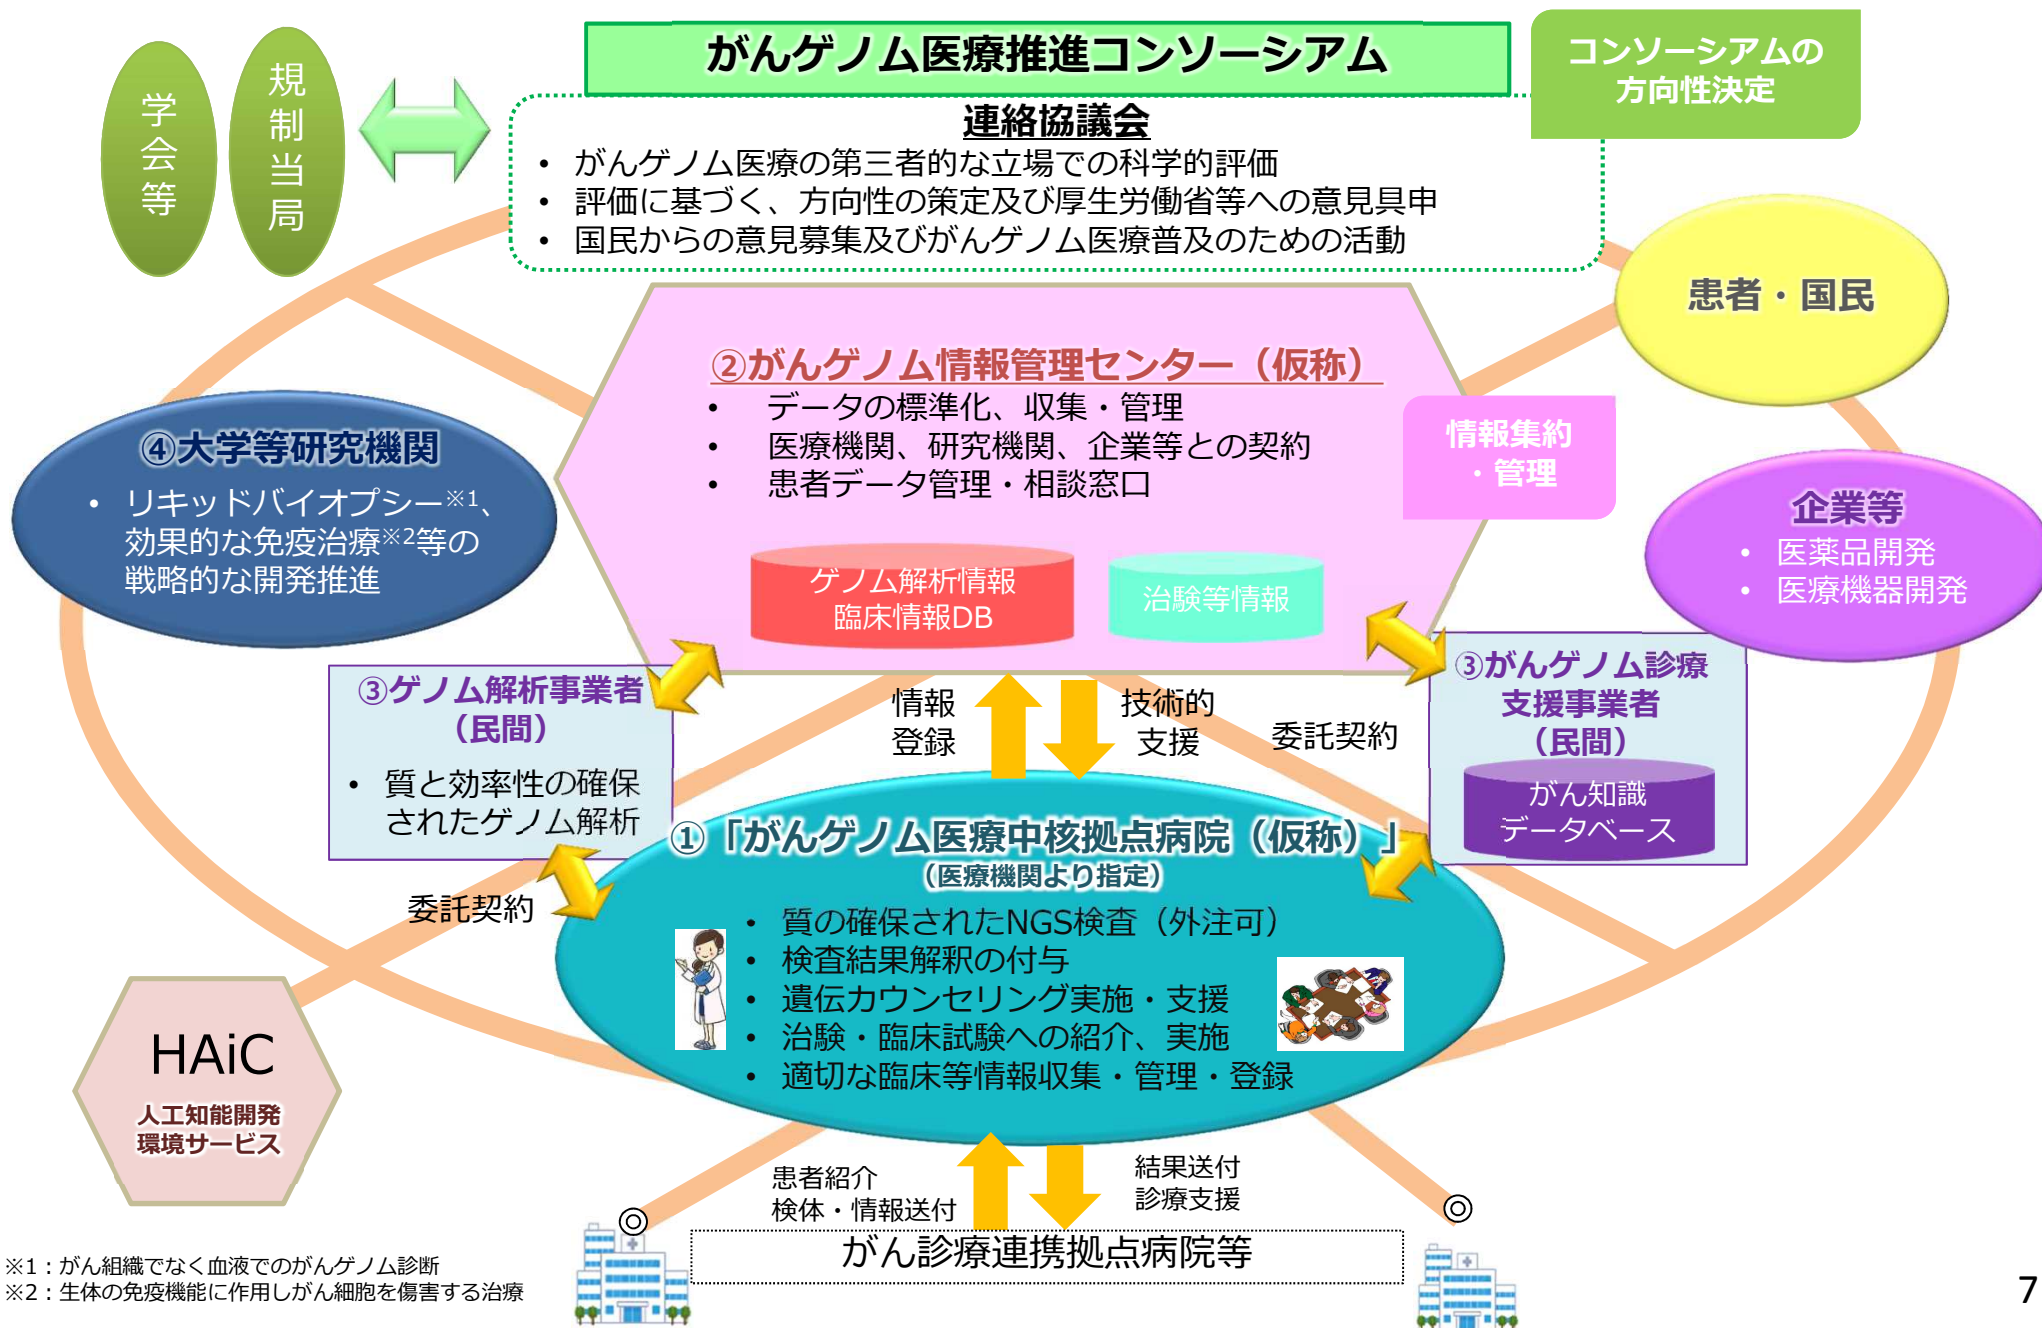 がんゲノム医療推進コンソーシアム
コンソーシアムの
方向性決定
学会等
規制当局
連絡協議会
• がんゲノム医療の第三者的な立場での科学的評価
• 評価に基づく、方向性の策定及び厚生労働省等への意見具申
• 国民からの意見募集及びがんゲノム医療普及のための活動
患者・国民
②がんゲノム情報管理センター（仮称）
• データの標準化、収集・管理
• 医療機関、研究機関、企業等との契約
• 患者データ管理・相談窓口
情報集約
・管理
ゲノム解析情報
臨床情報DB
治験等情報
④大学等研究機関
• リキッドバイオプシー※1、
効果的な免疫治療※2等の
戦略的な開発推進
企業等
• 医薬品開発
• 医療機器開発
③ゲノム解析事業者
（民間）
• 質と効率性の確保
されたゲノム解析
情報
登録
技術的
支援
委託契約
③がんゲノム診療
支援事業者
（民間）
がん知識
データベース
委託契約
①「がんゲノム医療中核拠点病院（仮称）」
（医療機関より指定）
• 質の確保されたNGS検査（外注可）
• 検査結果解釈の付与
• 遺伝カウンセリング実施・支援
• 治験・臨床試験への紹介、実施
• 適切な臨床等情報収集・管理・登録
HAiC
人工知能開発
環境サービス
患者紹介
検体・情報送付
結果送付
診療支援
がん診療連携拠点病院等
※1：がん組織でなく血液でのがんゲノム診断
※2：生体の免疫機能に作用しがん細胞を傷害する治療
7